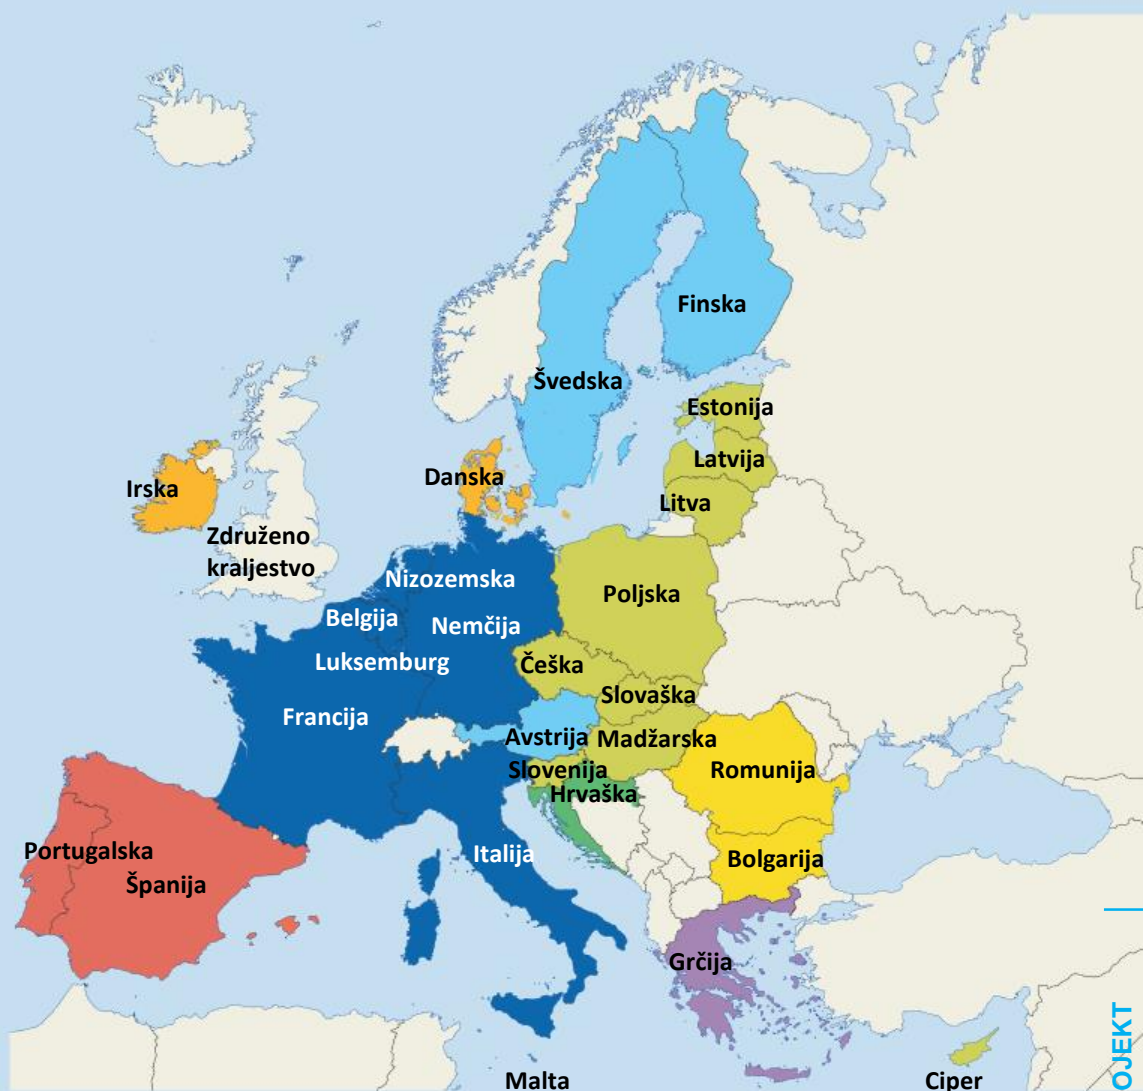 Finska
Švedska
Estonija
Latvija
Danska
Irska
Litva
Združeno
kraljestvo
Nizozemska
Poljska
Belgija
Nemčija
Luksemburg
Češka
Slovaška
Francija
Avstrija
Madžarska
Slovenija
Romunija
Hrvaška
Portugalska
Italija
Bolgarija
Španija
Grčija
OJEKT
Malta
Ciper